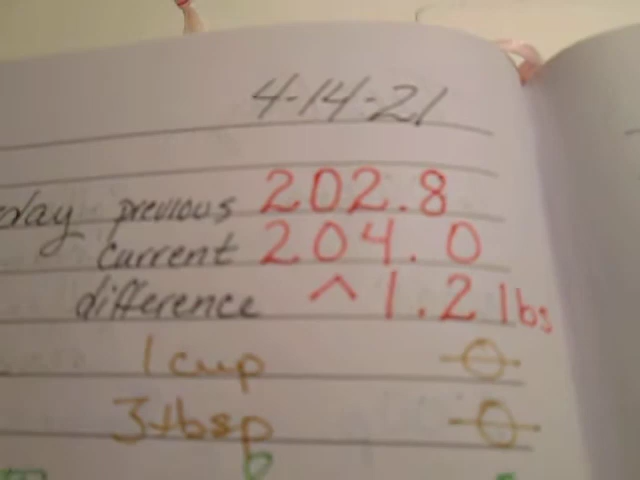 4-14-21
previous 202.8
current 204.0
difference ^ 1.2 lbs
1 cup
3 tbsp